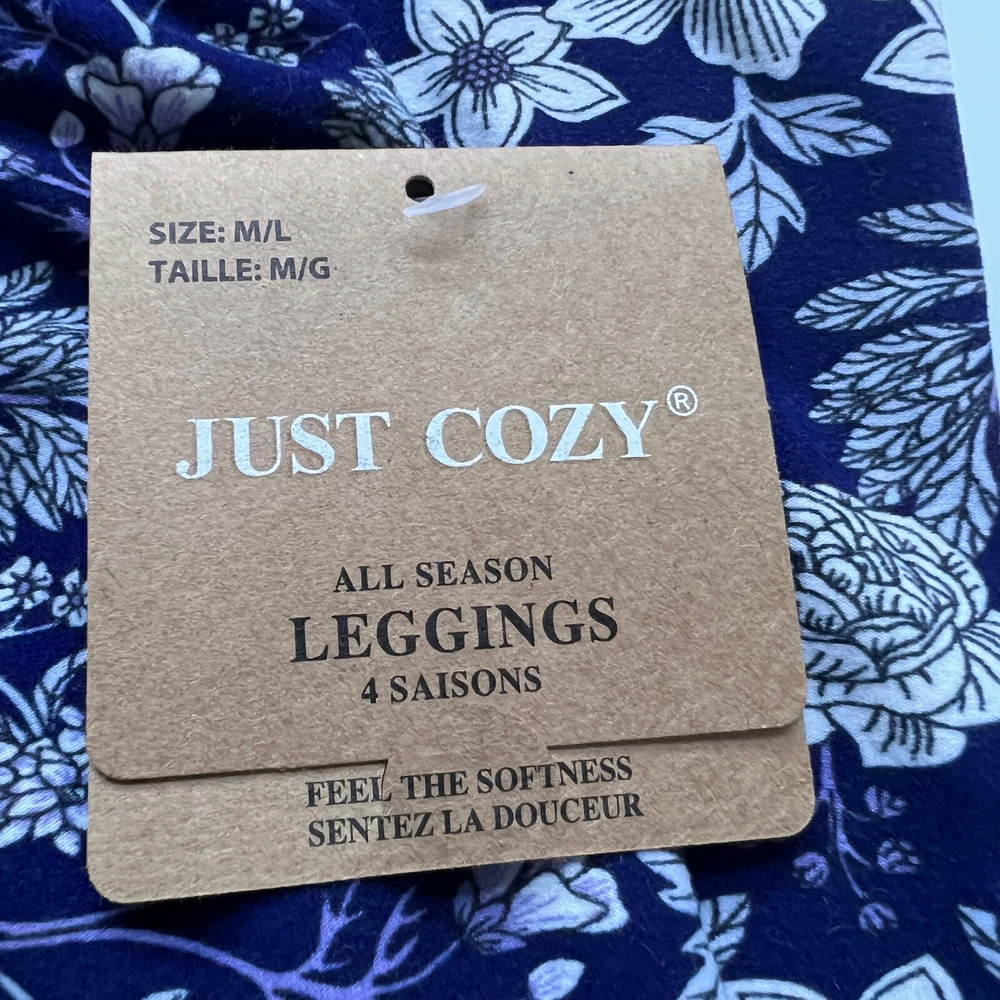 SIZE: M/L
TAILLE: M/G
JUST COZY®
ALL SEASON
LEGGINGS
4 SAISONS
FEEL THE SOFTNESS
SENTEZ LA DOUCEUR